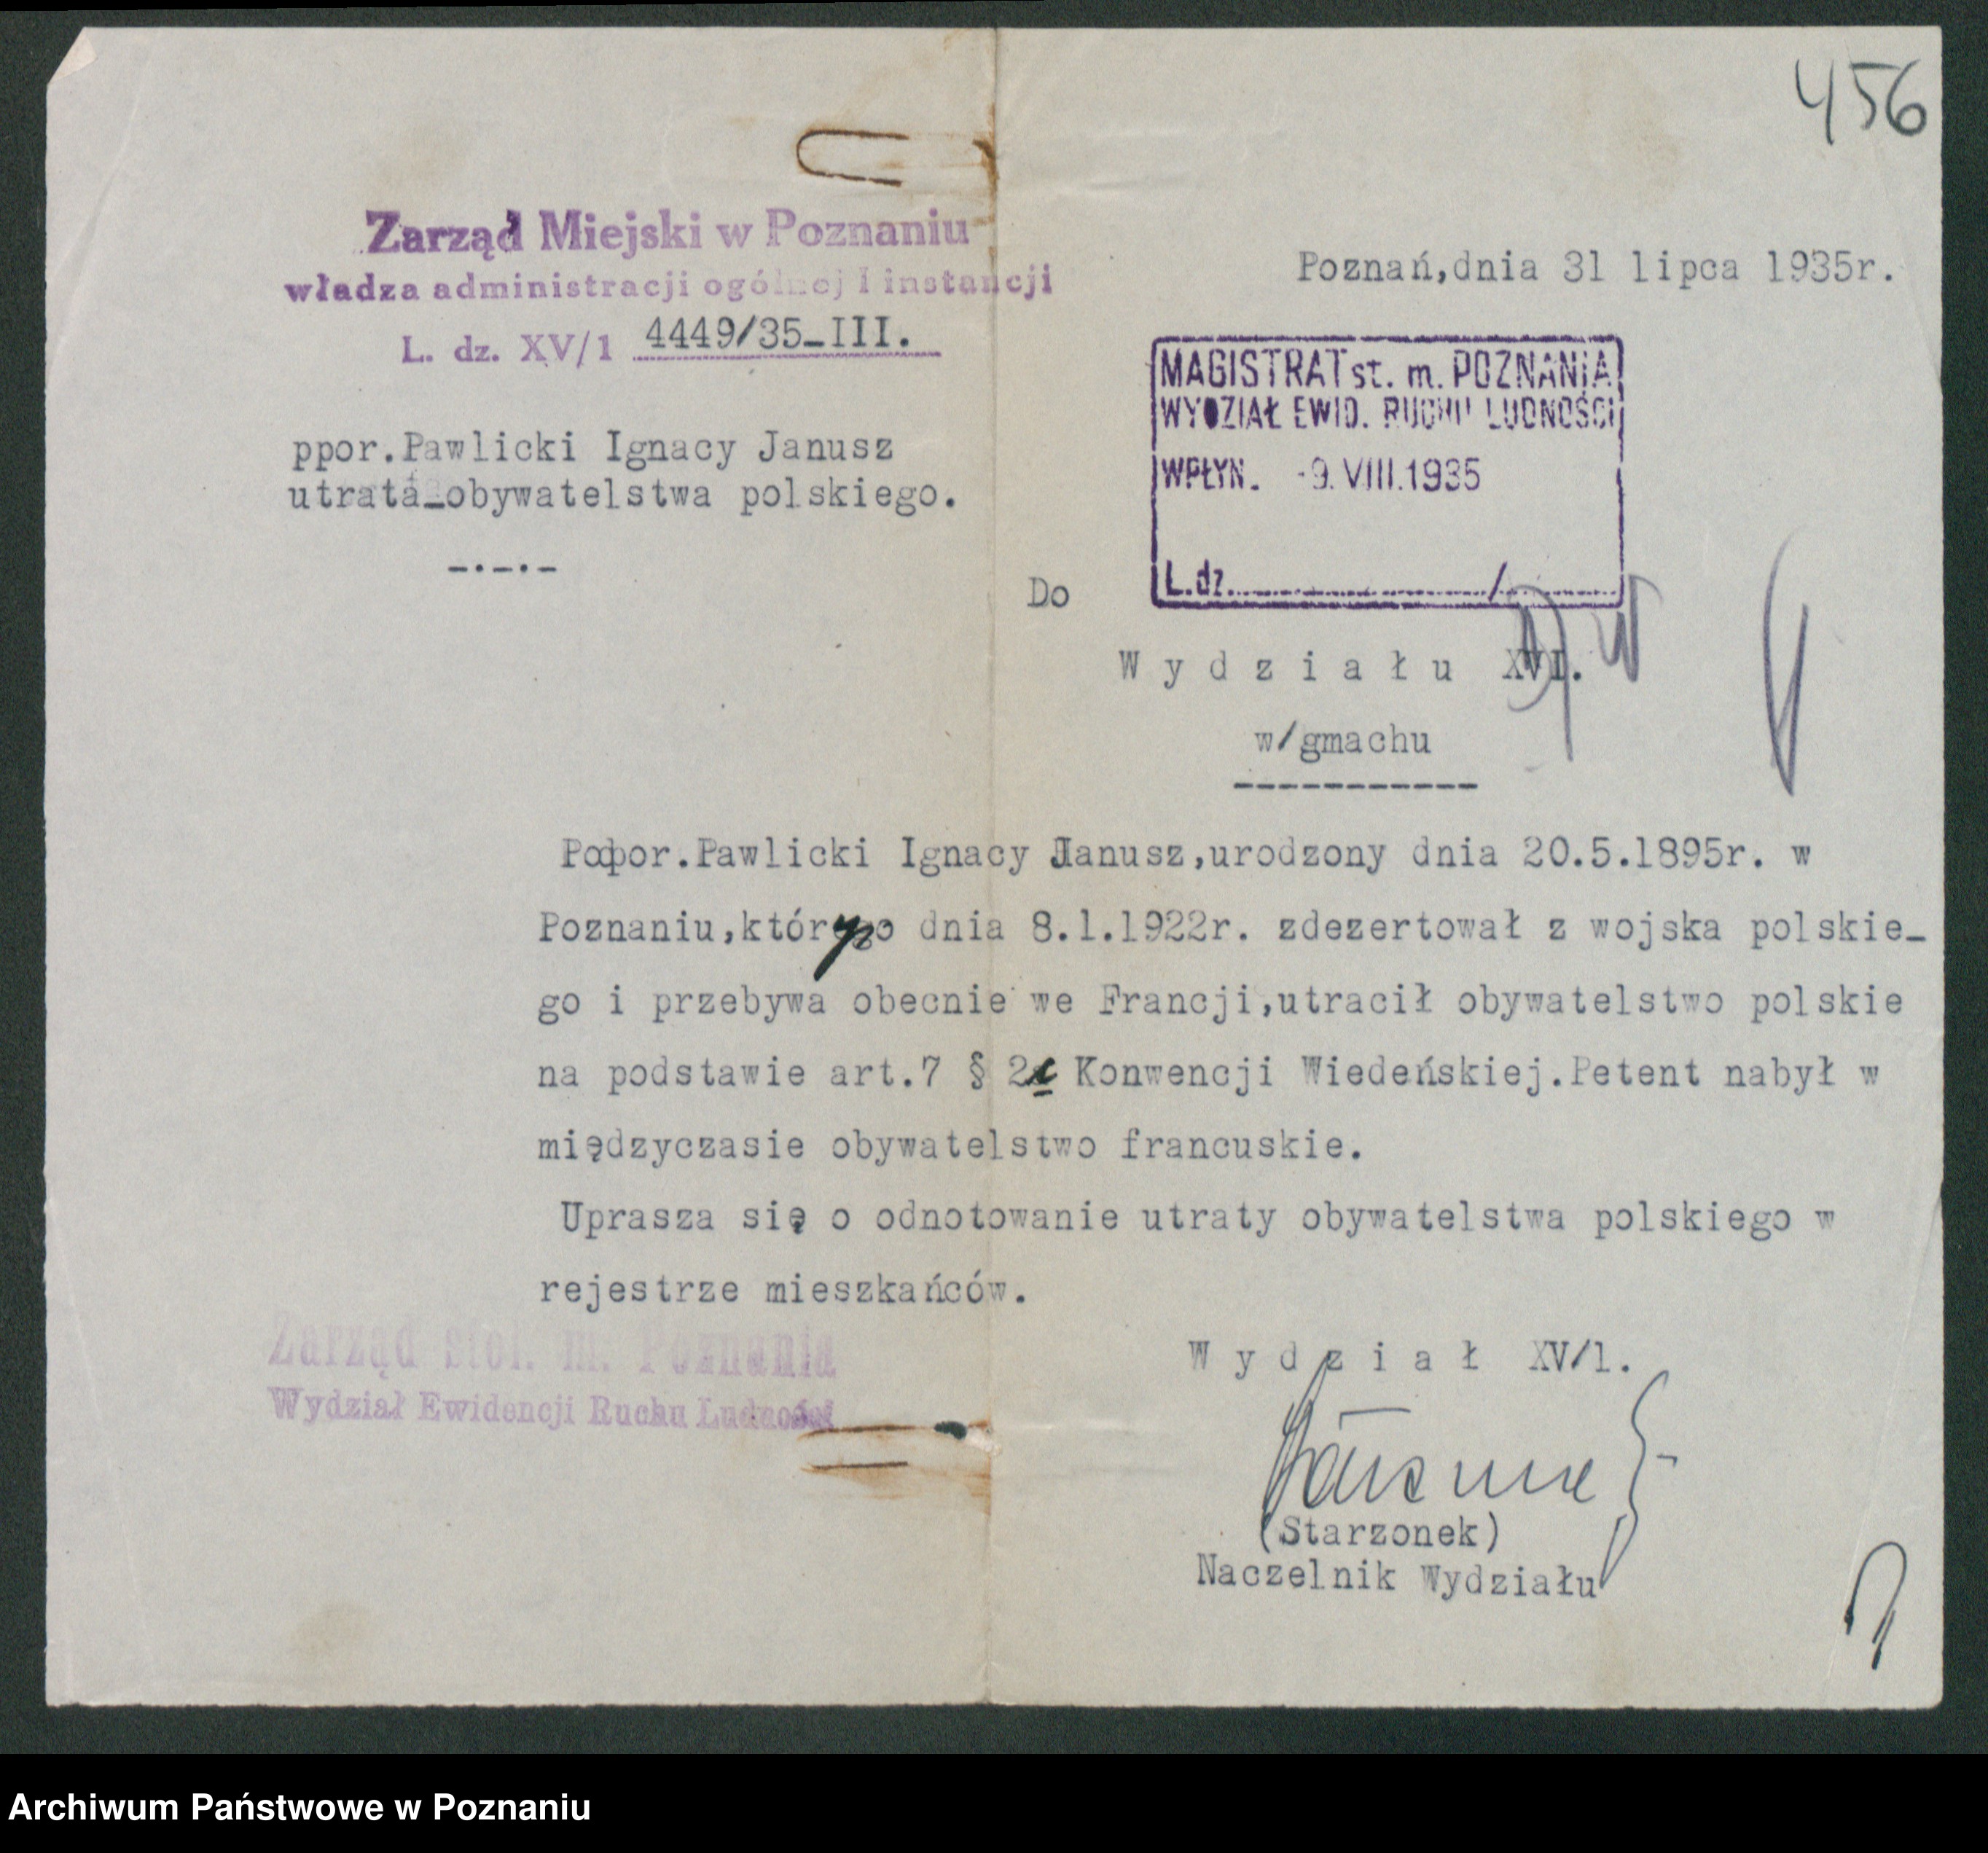 456
Zarząd Miejski w Poznaniu
władza administracji ogólnej I instancji
L. dz. XV/1 4449/35-III.
Poznań,dnia 31 lipca 1935r.
MAGISTRAT st. m. POZNANIA
WYDZIAŁ EWID. RUCHU LUDNOŚCI
WPŁYN. -9. VIII. 1935
L.dz. /
ppor.Pawlicki Ignacy Janusz
utrata obywatelstwa polskiego.
-.-.-
Do
Wydziału XVI.
w/gmachu
Podpor.Pawlicki Ignacy Janusz,urodzony dnia 20.5.1895r. w
Poznaniu,który dnia 8.1.1922r. zdezertował z wojska polskie-
go i przebywa obecnie we Francji,utracił obywatelstwo polskie
na podstawie art.7 § 2 Konwencji Wiedeńskiej.Petent nabył w
międzyczasie obywatelstwo francuskie.
Uprasza się o odnotowanie utraty obywatelstwa polskiego w
rejestrze mieszkańców.
Zarząd stol. m. Poznania
Wydział Ewidencji Ruchu Ludności
Wydział XV/1.
(Starzonek)
Naczelnik Wydziału
Archiwum Państwowe w Poznaniu